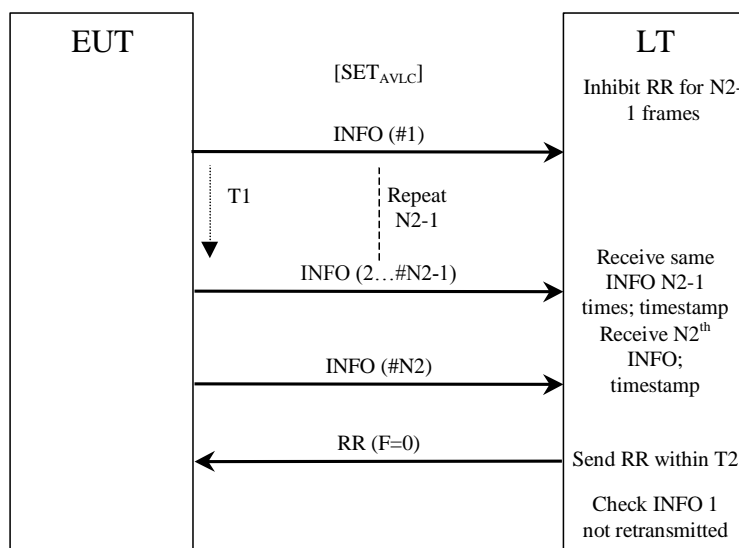 EUT
LT
[SET_AVLC]
Inhibit RR for N2-
1 frames
INFO (#1)
T1
Repeat
N2-1
INFO (2…#N2-1)
Receive same
INFO N2-1
times; timestamp
Receive N2th
INFO;
timestamp
INFO (#N2)
RR (F=0)
Send RR within T2
Check INFO 1
not retransmitted